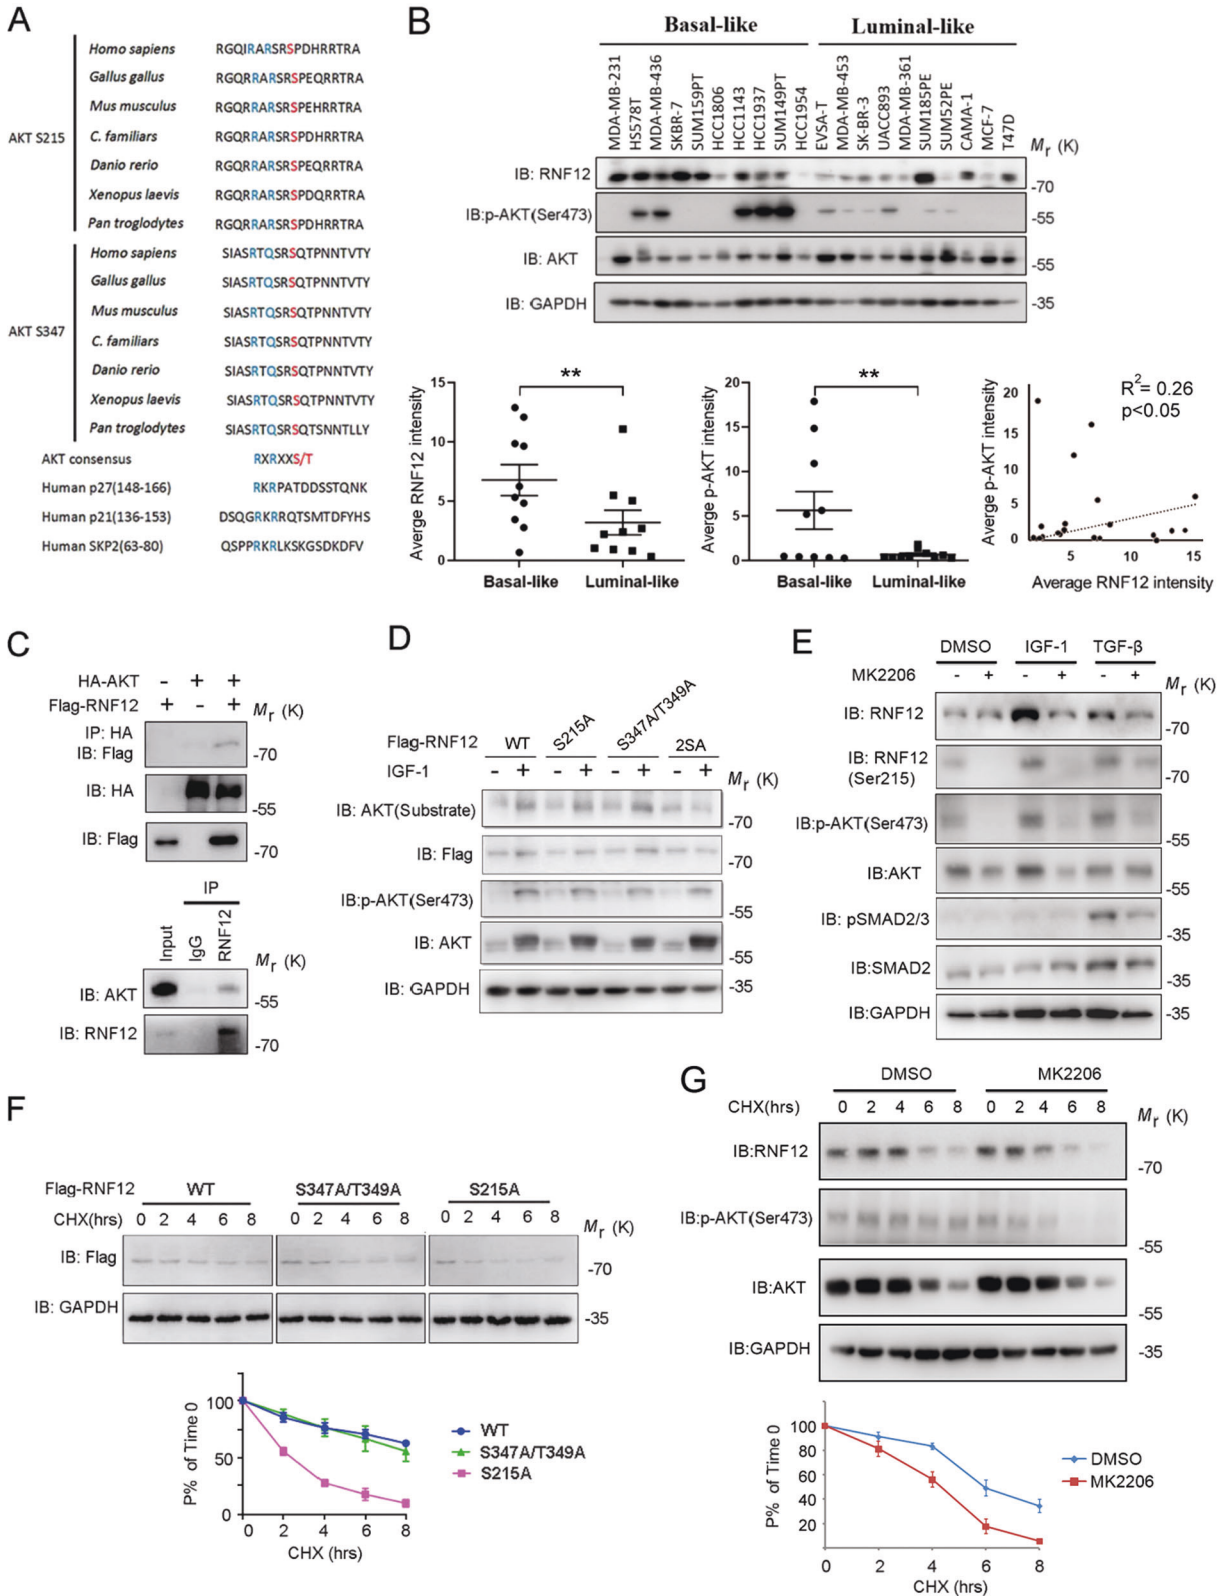 A
AKT S215
Homo sapiens RGQIRARSRSPDHRRTRA
Gallus gallus RGQRRARSRSPEQRRTRA
Mus musculus RGQRRARSRSPEHRRTRA
C. familiars RGQRRARSRSPDHRRTRA
Danio rerio RGQRRARSRSPEQRRTRA
Xenopus laevis RGQRRARSRSPDQRRTRA
Pan troglodytes RGQRRARSRSPDHRRTRA
AKT S347
Homo sapiens SIASRTQSRSQTPNNTVTY
Gallus gallus SIASRTQSRSQTPNNTVTY
Mus musculus SIASRTQSRSQTPNNTVTY
C. familiars SIASRTQSRSQTPNNTVTY
Danio rerio SIASRTQSRSQTPNNTVTY
Xenopus laevis SIASRTQSRSQTPNNTVTY
Pan troglodytes SIASRTQSRSQTSNNTLLY
AKT consensus RXRXXS/T
Human p27(148-166) RKRPATDDSSTQNK
Human p21(136-153) DSQGRKRRQTSMTDFYHS
Human SKP2(63-80) QSPPRKRLKSKGSDKDFV
B
Basal-like Luminal-like
MDA-MB-231
HS578T
MDA-MB-436
SKBR-7
SUM159PT
HCC1806
HCC1143
HCC1937
SUM149PT
HCC1954
EVSA-T
MDA-MB-453
SK-BR-3
UACC893
MDA-MB-361
SUM185PE
SUM52PE
CAMA-1
MCF-7
T47D
Mr (K)
IB: RNF12 -70
IB:p-AKT(Ser473) -55
IB: AKT -55
IB: GAPDH -35
Averge RNF12 intensity
15
10
5
0
**
Basal-like Luminal-like
Averge p-AKT intensity
20
15
10
5
0
**
Basal-like Luminal-like
Average p-AKT intensity
20
15
10
5
0
R2= 0.26
p<0.05
5 10 15
Average RNF12 intensity
C
HA-AKT - + +
Flag-RNF12 + - +
Mr (K)
IP: HA
IB: Flag -70
IB: HA -55
IB: Flag -70
IP
Input IgG RNF12
Mr (K)
IB: AKT -55
IB: RNF12 -70
D
Flag-RNF12 WT S215A S347A/T349A 2SA
IGF-1 - + - + - + - +
Mr (K)
IB: AKT(Substrate) -70
IB: Flag -70
IB:p-AKT(Ser473) -55
IB: AKT -55
IB: GAPDH -35
E
DMSO IGF-1 TGF-β
MK2206 - + - + - +
Mr (K)
IB: RNF12 -70
IB: RNF12
(Ser215) -70
IB:p-AKT(Ser473) -55
IB:AKT -55
IB: pSMAD2/3 -35
IB:SMAD2 -35
IB:GAPDH -35
F
Flag-RNF12 WT S347A/T349A S215A
CHX(hrs) 0 2 4 6 8 0 2 4 6 8 0 2 4 6 8
Mr (K)
IB: Flag -70
IB: GAPDH -35
P% of Time 0
100
50
0
0 2 4 6 8
CHX (hrs)
WT
S347A/T349A
S215A
G
DMSO MK2206
CHX(hrs) 0 2 4 6 8 0 2 4 6 8
Mr (K)
IB:RNF12 -70
IB:p-AKT(Ser473) -55
IB:AKT -55
IB:GAPDH -35
P% of Time 0
100
80
60
40
20
0 2 4 6 8
CHX (hrs)
DMSO
MK2206